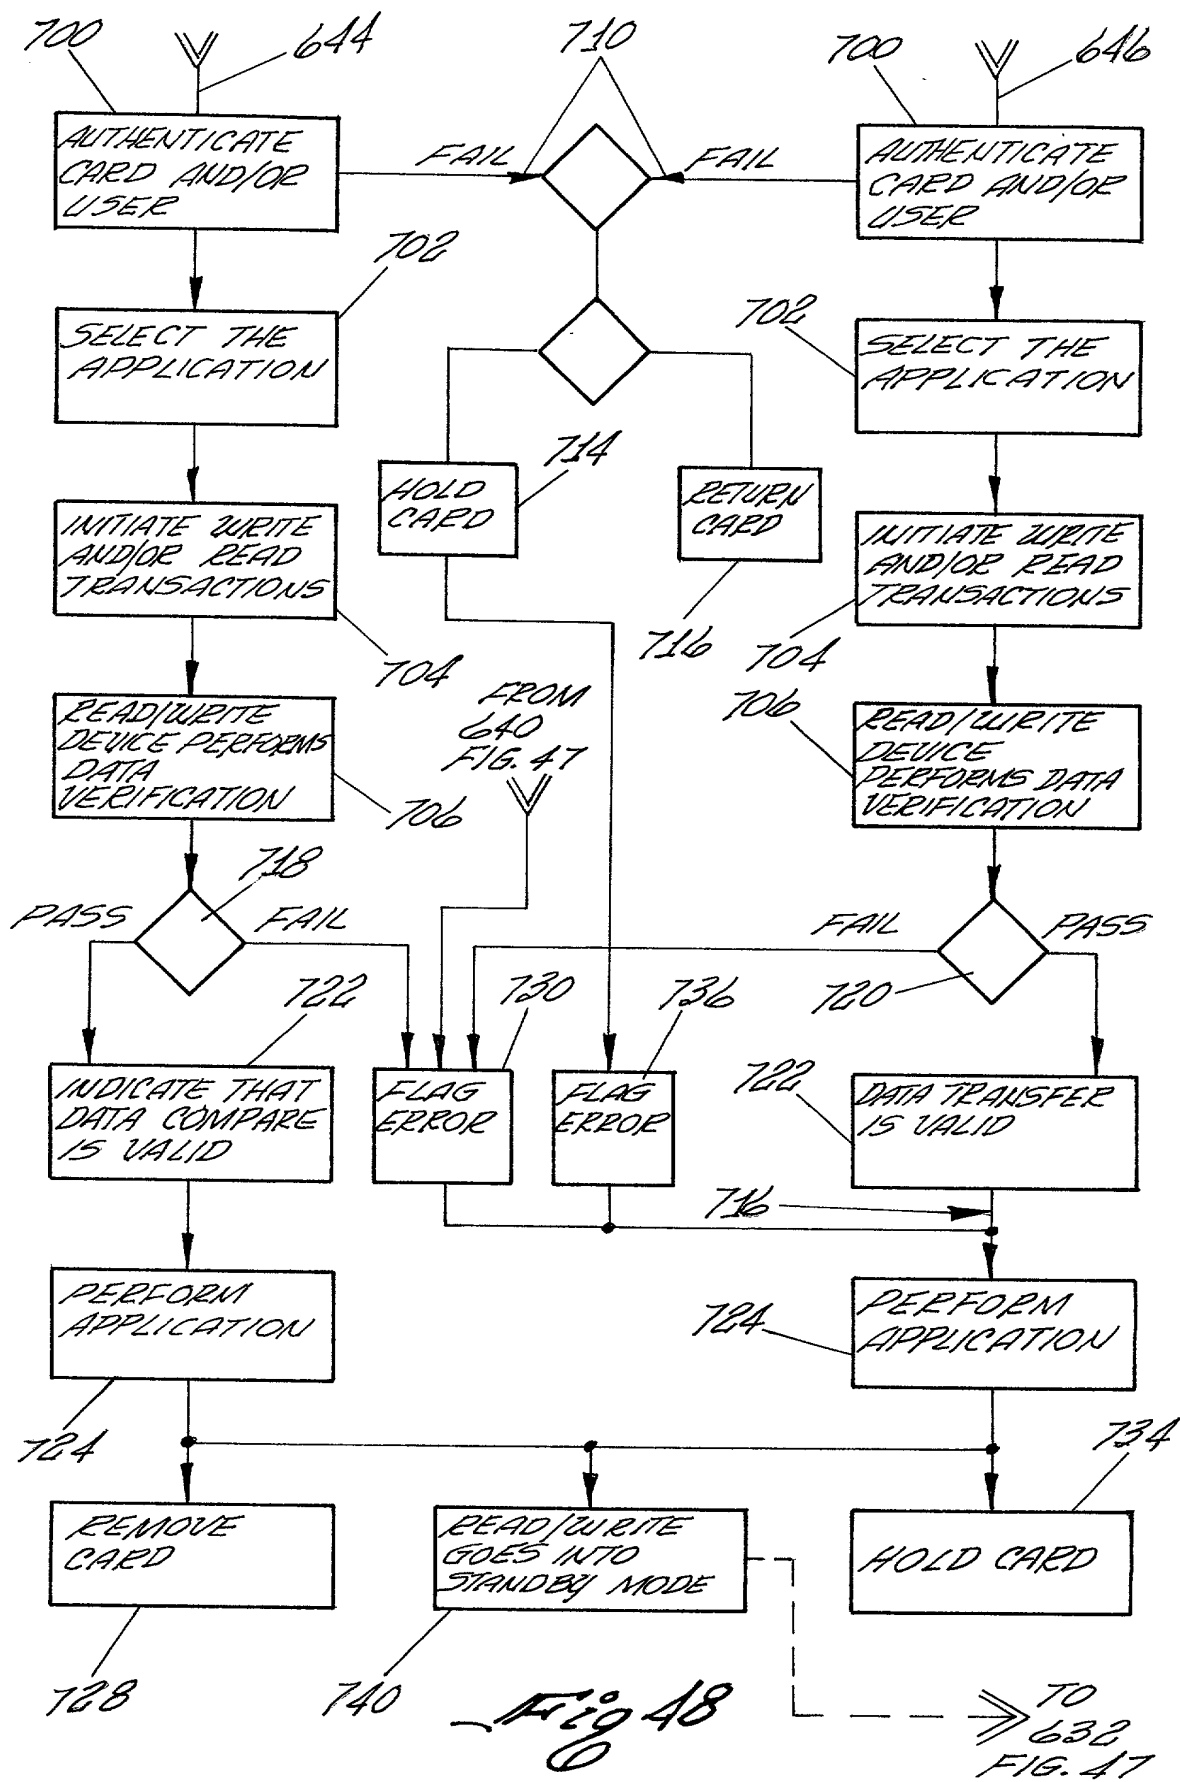 700
644
710
700
646
AUTHENTICATE
CARD AND/OR
USER
FAIL
FAIL
AUTHENTICATE
CARD AND/OR
USER
702
SELECT THE
APPLICATION
702
SELECT THE
APPLICATION
714
HOLD
CARD
RETURN
CARD
716
INITIATE WRITE
AND/OR READ
TRANSACTIONS
704
INITIATE WRITE
AND/OR READ
TRANSACTIONS
704
READ/WRITE
DEVICE PERFORMS
DATA
VERIFICATION
706
FROM
640
FIG. 47
706
READ/WRITE
DEVICE
PERFORMS DATA
VERIFICATION
718
PASS
FAIL
FAIL
PASS
720
722
730
736
722
INDICATE THAT
DATA COMPARE
IS VALID
FLAG
ERROR
FLAG
ERROR
DATA TRANSFER
IS VALID
716
PERFORM
APPLICATION
724
724
PERFORM
APPLICATION
734
REMOVE
CARD
READ/WRITE
GOES INTO
STANDBY MODE
HOLD CARD
728
740
Fig 48
TO
632
FIG. 47